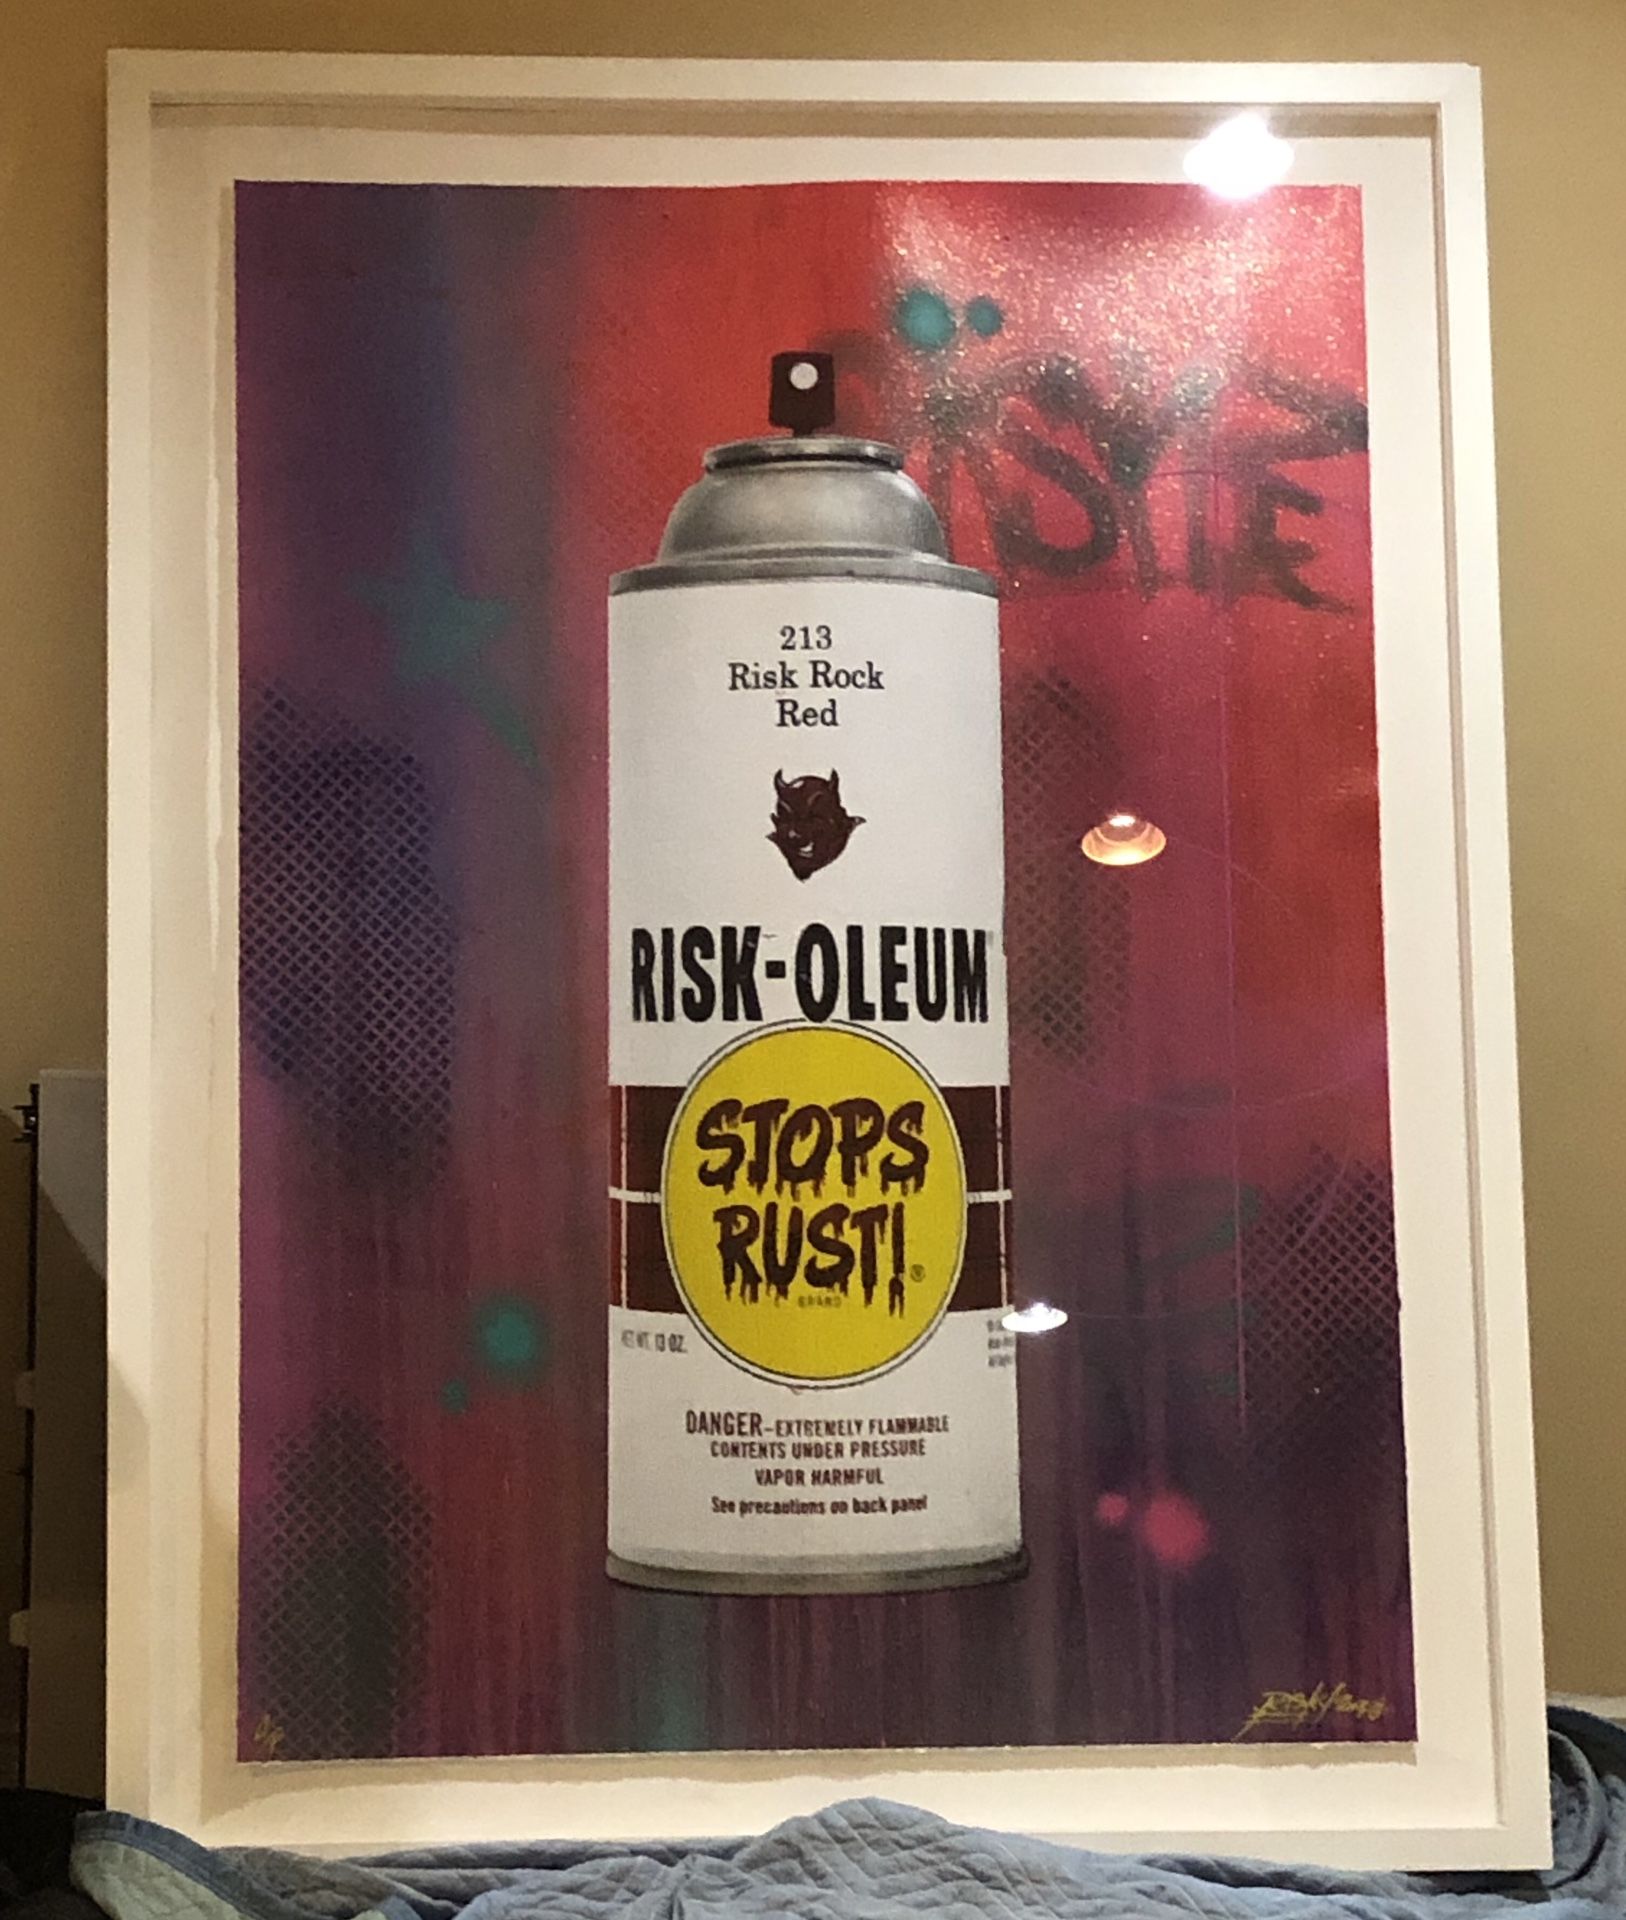 213
Risk Rock
Red
RISK-OLEUM
STOPS
RUST!
®
BRAND
NET WT. 13 OZ.
DANGER–EXTREMELY FLAMMABLE
CONTENTS UNDER PRESSURE
VAPOR HARMFUL
See precautions on back panel